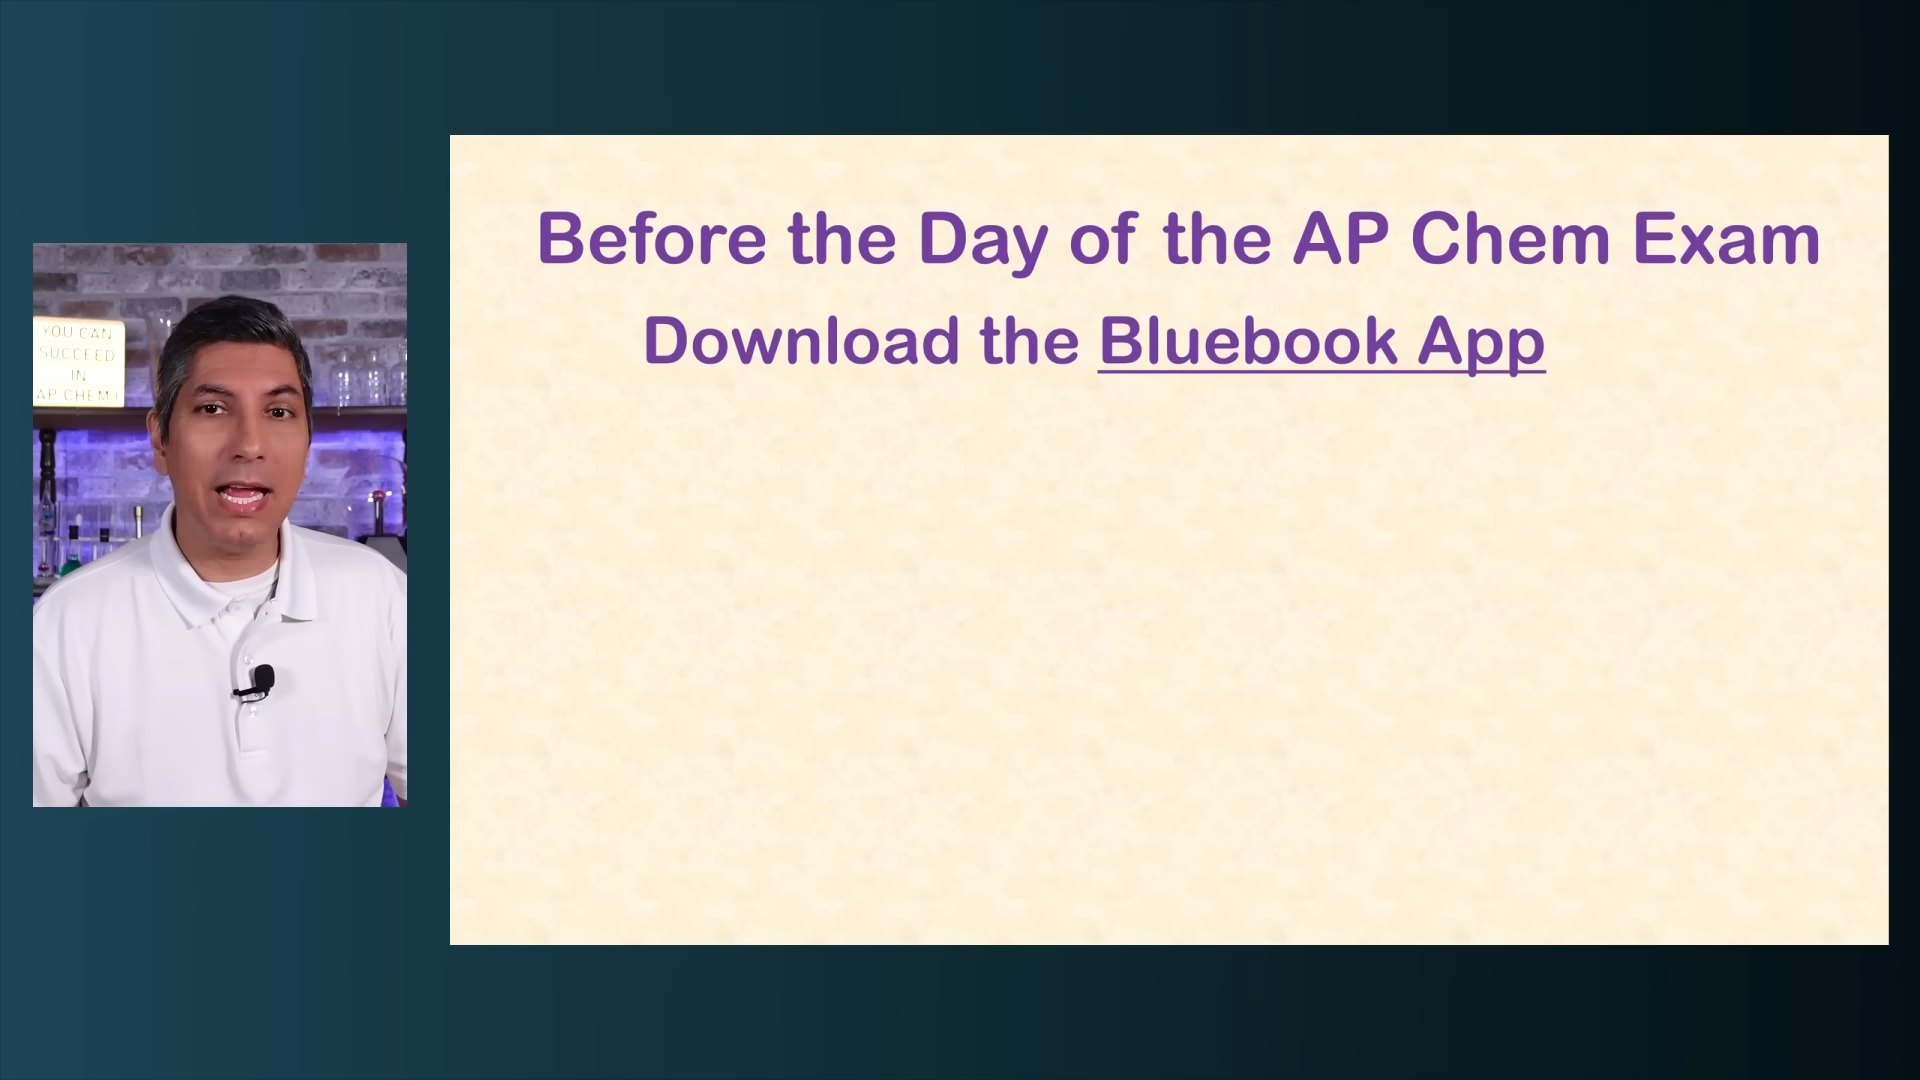 Before the Day of the AP Chem Exam
Download the Bluebook App
YOU CAN
SUCCEED
IN
AP CHEM!